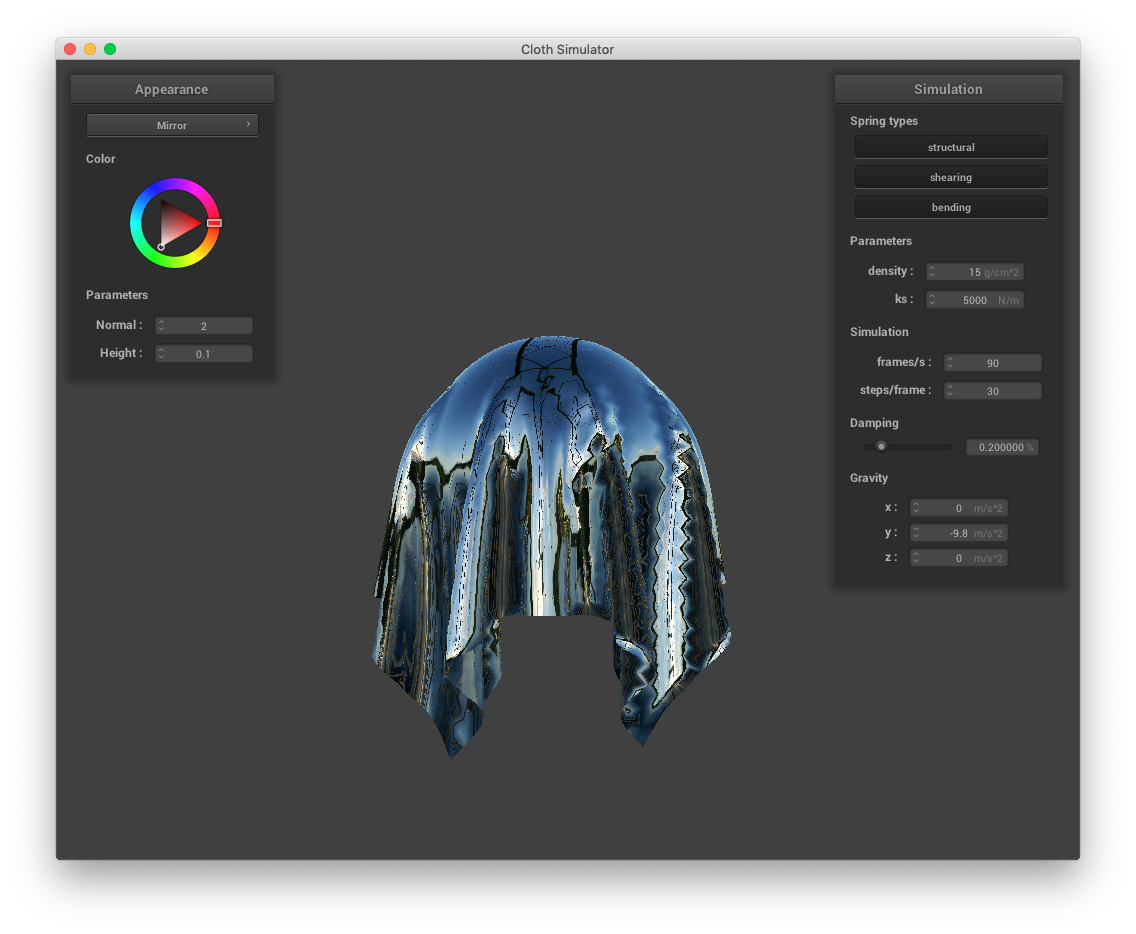 Cloth Simulator
Appearance
Mirror
Color
Parameters
Normal : 2
Height : 0.1
Simulation
Spring types
structural
shearing
bending
Parameters
density : 15 g/cm^2
ks : 5000 N/m
Simulation
frames/s : 90
steps/frame : 30
Damping
0.200000 %
Gravity
x : 0 m/s^2
y : -9.8 m/s^2
z : 0 m/s^2